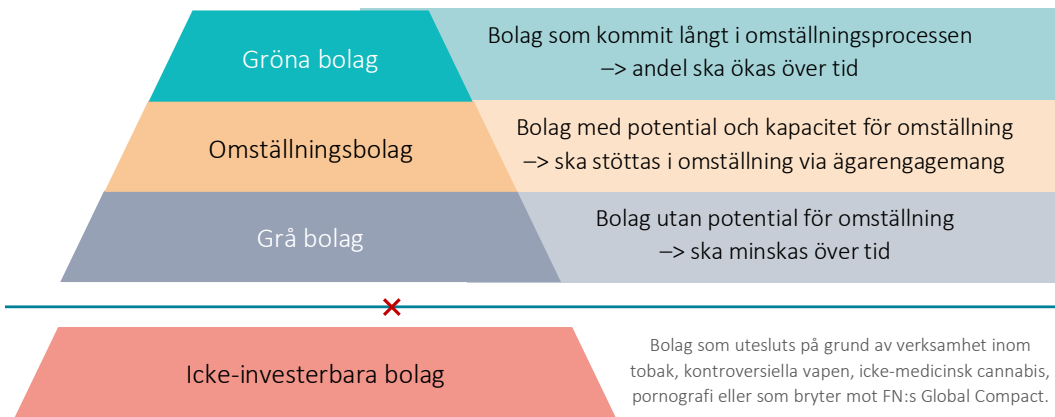 Gröna bolag
Bolag som kommit långt i omställningsprocessen
–> andel ska ökas över tid
Omställningsbolag
Bolag med potential och kapacitet för omställning
–> ska stöttas i omställning via ägarengagemang
Grå bolag
Bolag utan potential för omställning
–> ska minskas över tid
Icke-investerbara bolag
Bolag som utesluts på grund av verksamhet inom
tobak, kontroversiella vapen, icke-medicinsk cannabis,
pornografi eller som bryter mot FN:s Global Compact.